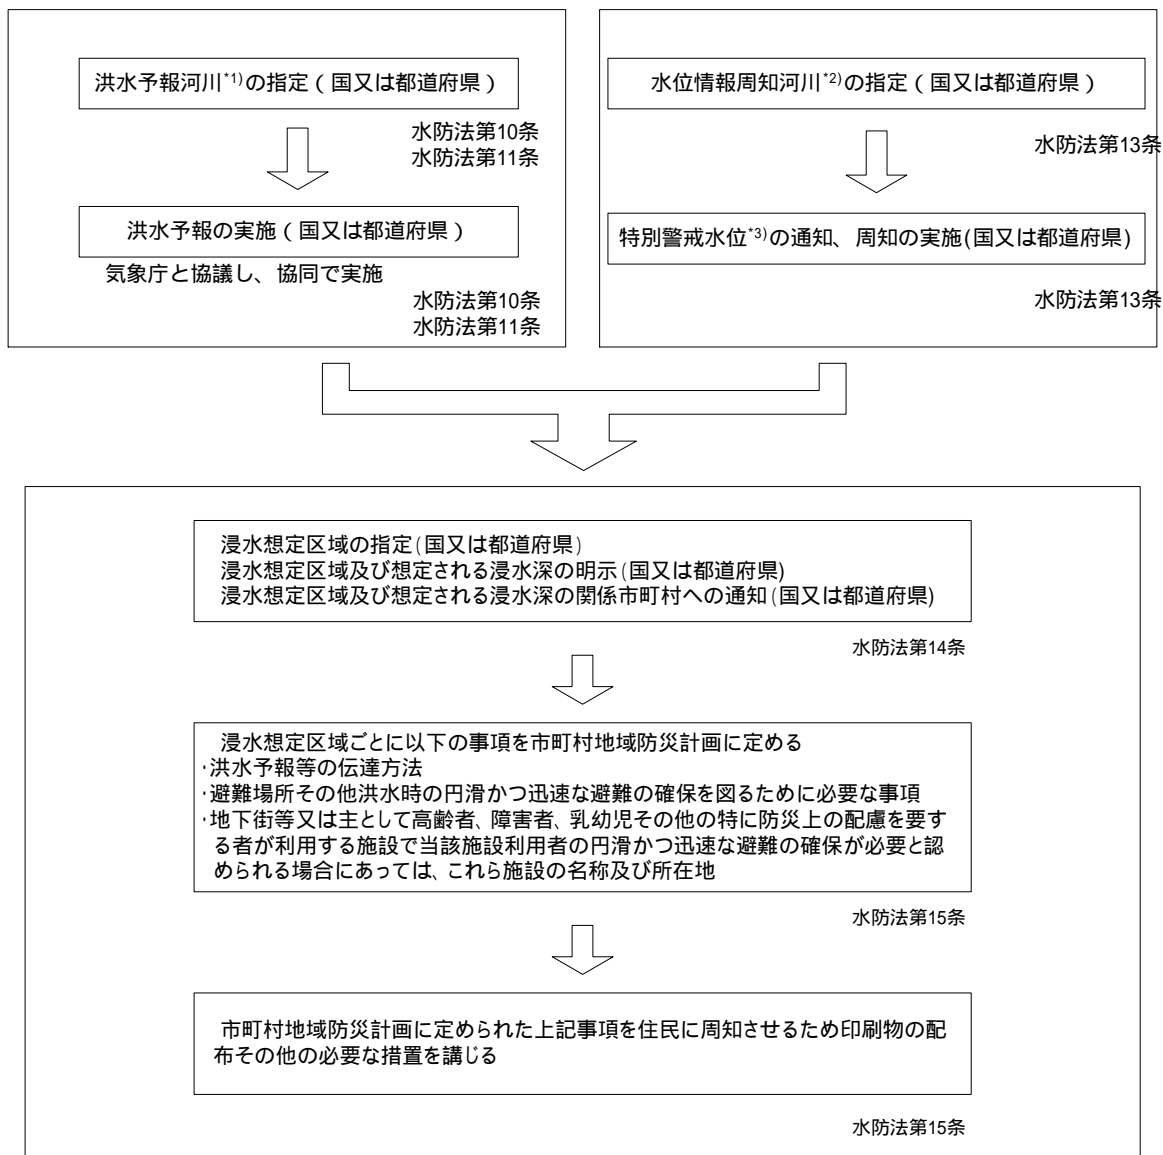 洪水予報河川*1)の指定(国又は都道府県)
水防法第10条
水防法第11条
洪水予報の実施(国又は都道府県)
気象庁と協議し、協同で実施
水防法第10条
水防法第11条
水位情報周知河川*2)の指定(国又は都道府県)
水防法第13条
特別警戒水位*3)の通知、周知の実施(国又は都道府県)
水防法第13条
浸水想定区域の指定(国又は都道府県)
浸水想定区域及び想定される浸水深の明示(国又は都道府県)
浸水想定区域及び想定される浸水深の関係市町村への通知(国又は都道府県)
水防法第14条
浸水想定区域ごとに以下の事項を市町村地域防災計画に定める
・洪水予報等の伝達方法
・避難場所その他洪水時の円滑かつ迅速な避難の確保を図るために必要な事項
・地下街等又は主として高齢者、障害者、乳幼児その他の特に防災上の配慮を要す
る者が利用する施設で当該施設利用者の円滑かつ迅速な避難の確保が必要と認
められる場合にあっては、これら施設の名称及び所在地
水防法第15条
市町村地域防災計画に定められた上記事項を住民に周知させるため印刷物の配
布その他の必要な措置を講じる
水防法第15条